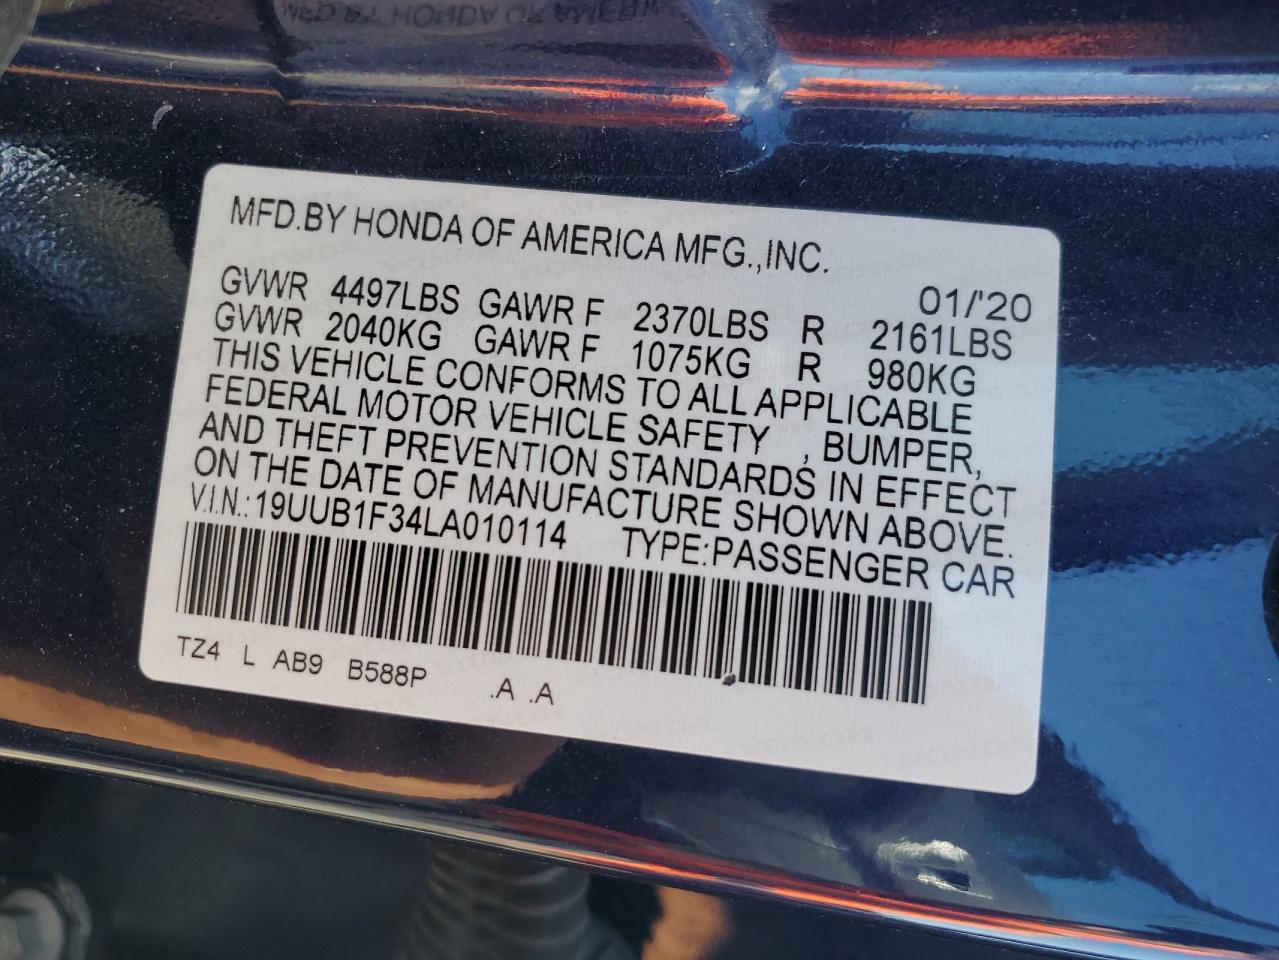 MFD.BY HONDA OF AMERICA MFG.,INC.
01/'20
GVWR 4497LBS GAWR F 2370LBS R 2161LBS
GVWR 2040KG GAWR F 1075KG R 980KG
THIS VEHICLE CONFORMS TO ALL APPLICABLE
FEDERAL MOTOR VEHICLE SAFETY , BUMPER,
AND THEFT PREVENTION STANDARDS IN EFFECT
ON THE DATE OF MANUFACTURE SHOWN ABOVE.
V.I.N.:19UUB1F34LA010114 TYPE:PASSENGER CAR
TZ4 L AB9 B588P .A .A